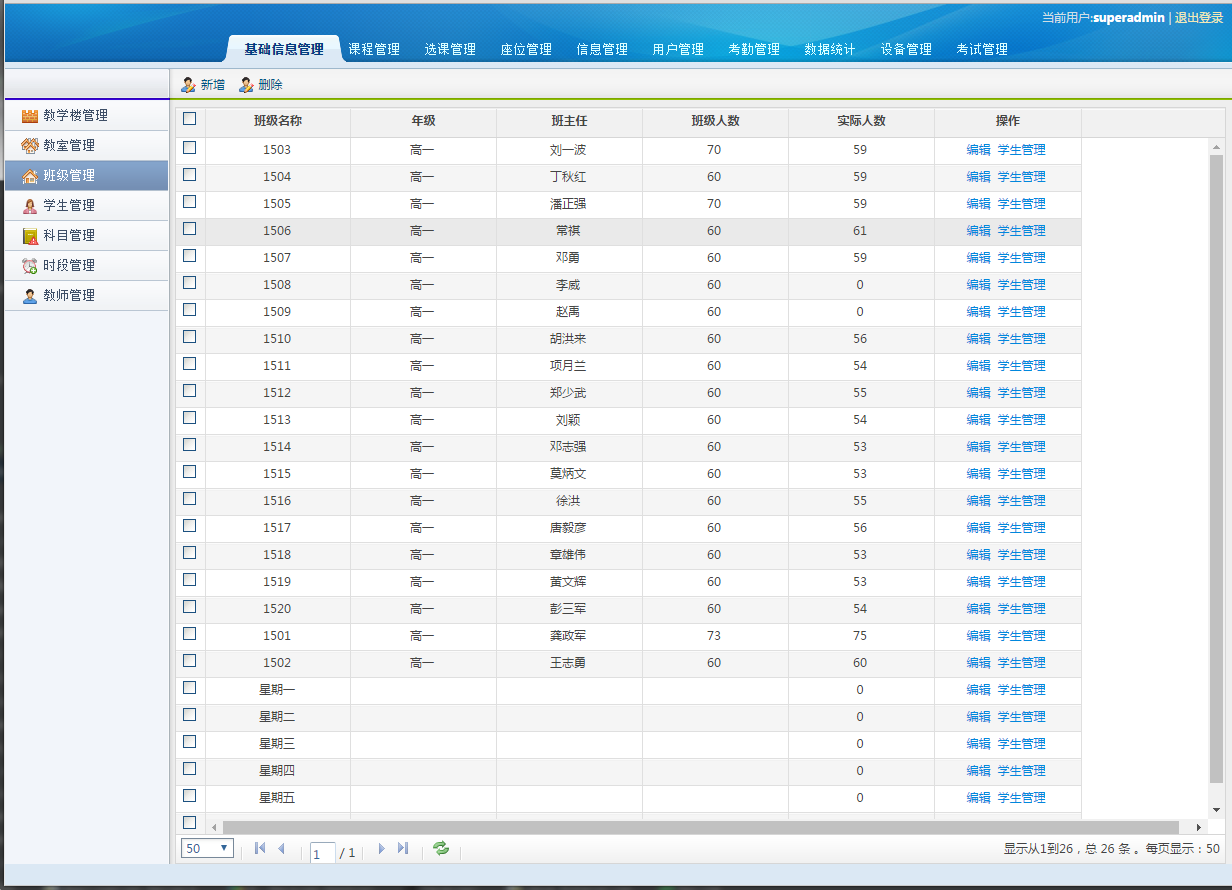 当前用户:superadmin | 退出登录
基础信息管理 课程管理 选课管理 座位管理 信息管理 用户管理 考勤管理 数据统计 设备管理 考试管理
新增 删除
教学楼管理
教室管理
班级管理
学生管理
科目管理
时段管理
教师管理
班级名称 年级 班主任 班级人数 实际人数 操作
1503 高一 刘一波 70 59 编辑 学生管理
1504 高一 丁秋红 60 59 编辑 学生管理
1505 高一 潘正强 70 59 编辑 学生管理
1506 高一 常祺 60 61 编辑 学生管理
1507 高一 邓勇 60 59 编辑 学生管理
1508 高一 李威 60 0 编辑 学生管理
1509 高一 赵禹 60 0 编辑 学生管理
1510 高一 胡洪来 60 56 编辑 学生管理
1511 高一 项月兰 60 54 编辑 学生管理
1512 高一 郑少武 60 55 编辑 学生管理
1513 高一 刘颖 60 54 编辑 学生管理
1514 高一 邓志强 60 53 编辑 学生管理
1515 高一 莫炳文 60 53 编辑 学生管理
1516 高一 徐洪 60 55 编辑 学生管理
1517 高一 唐毅彦 60 56 编辑 学生管理
1518 高一 章雄伟 60 53 编辑 学生管理
1519 高一 黄文辉 60 53 编辑 学生管理
1520 高一 彭三军 60 54 编辑 学生管理
1501 高一 龚政军 73 75 编辑 学生管理
1502 高一 王志勇 60 60 编辑 学生管理
星期一 0 编辑 学生管理
星期二 0 编辑 学生管理
星期三 0 编辑 学生管理
星期四 0 编辑 学生管理
星期五 0 编辑 学生管理
50 1 / 1 显示从1到26，总 26 条 。每页显示：50